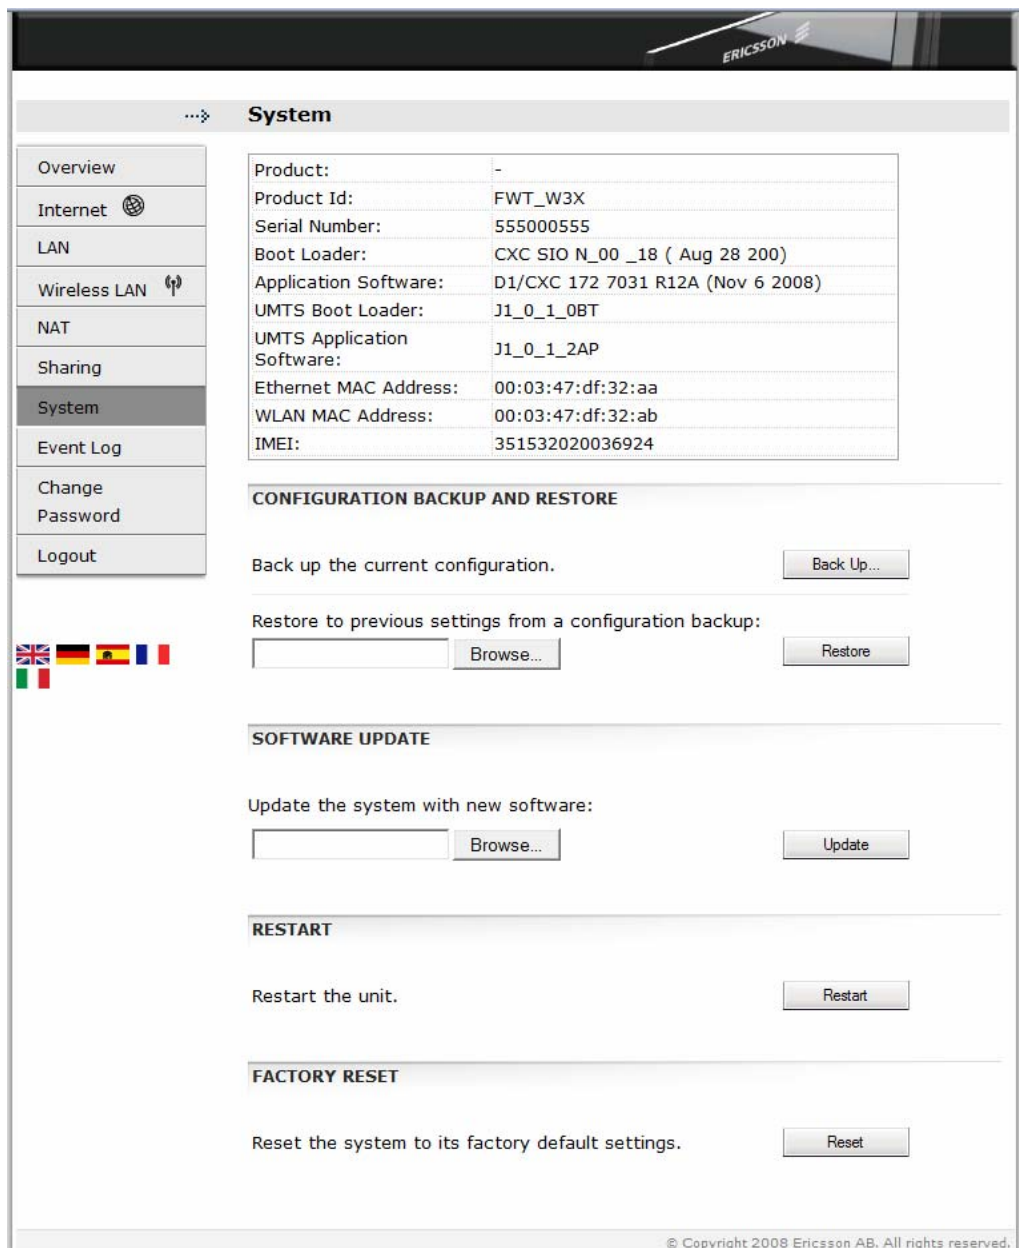 ERICSSON
System
Overview
Internet
LAN
Wireless LAN
NAT
Sharing
System
Event Log
Change
Password
Logout
Product: -
Product Id: FWT_W3X
Serial Number: 555000555
Boot Loader: CXC SIO N_00 _18 ( Aug 28 200)
Application Software: D1/CXC 172 7031 R12A (Nov 6 2008)
UMTS Boot Loader: J1_0_1_0BT
UMTS Application
Software: J1_0_1_2AP
Ethernet MAC Address: 00:03:47:df:32:aa
WLAN MAC Address: 00:03:47:df:32:ab
IMEI: 351532020036924
CONFIGURATION BACKUP AND RESTORE
Back up the current configuration. Back Up...
Restore to previous settings from a configuration backup:
Browse... Restore
SOFTWARE UPDATE
Update the system with new software:
Browse... Update
RESTART
Restart the unit. Restart
FACTORY RESET
Reset the system to its factory default settings. Reset
© Copyright 2008 Ericsson AB. All rights reserved.